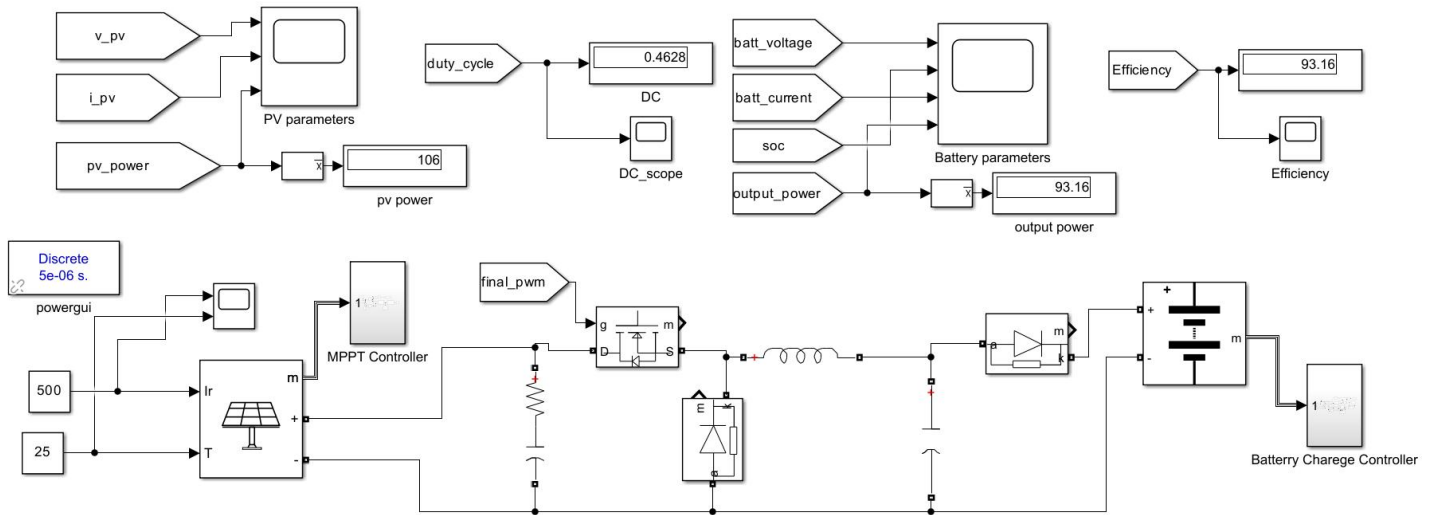 v_pv
i_pv
pv_power
PV parameters
x
106
pv power
duty_cycle
0.4628
DC
DC_scope
batt_voltage
batt_current
soc
output_power
Battery parameters
x
93.16
output power
Efficiency
93.16
Efficiency
Discrete
5e-06 s.
powergui
1
MPPT Controller
500
25
Ir
T
m
+
-
final_pwm
g
m
D
S
m
k
a
+
+
a
m
k
+
+
+
-
m
1
Batterry Charege Controller